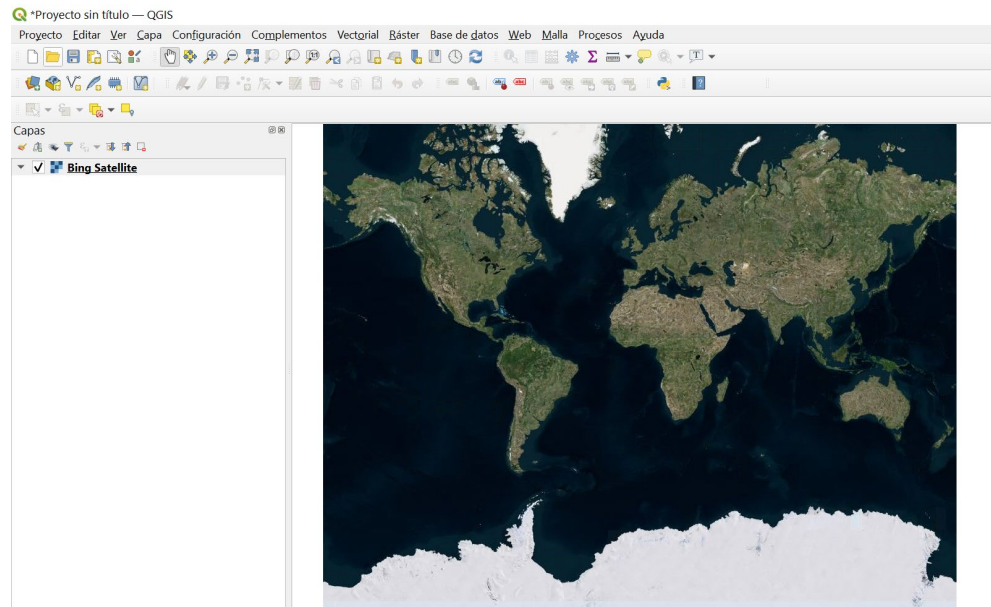 *Proyecto sin título — QGIS
Proyecto Editar Ver Capa Configuración Complementos Vectorial Ráster Base de datos Web Malla Procesos Ayuda
Capas
Bing Satellite